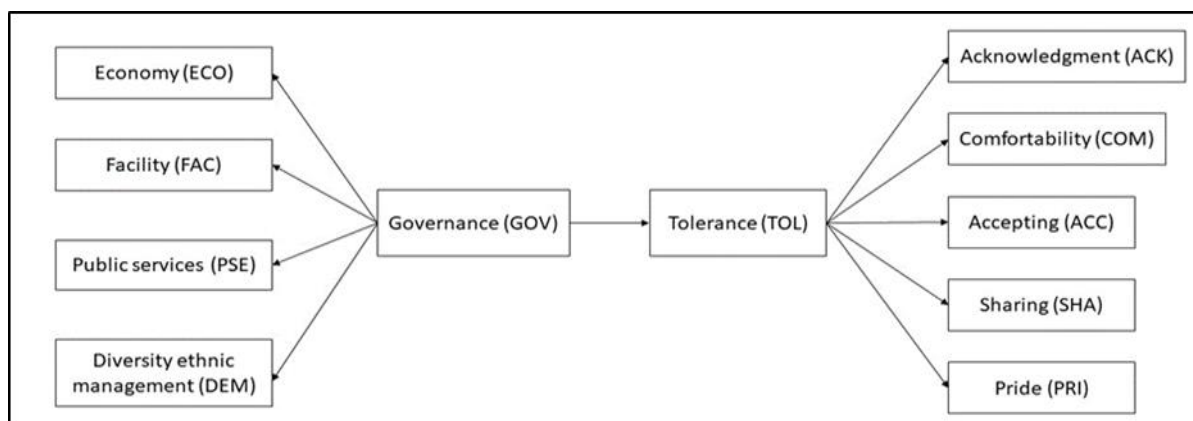 Economy (ECO)
Facility (FAC)
Public services (PSE)
Diversity ethnic
management (DEM)
Governance (GOV)
Tolerance (TOL)
Acknowledgment (ACK)
Comfortability (COM)
Accepting (ACC)
Sharing (SHA)
Pride (PRI)